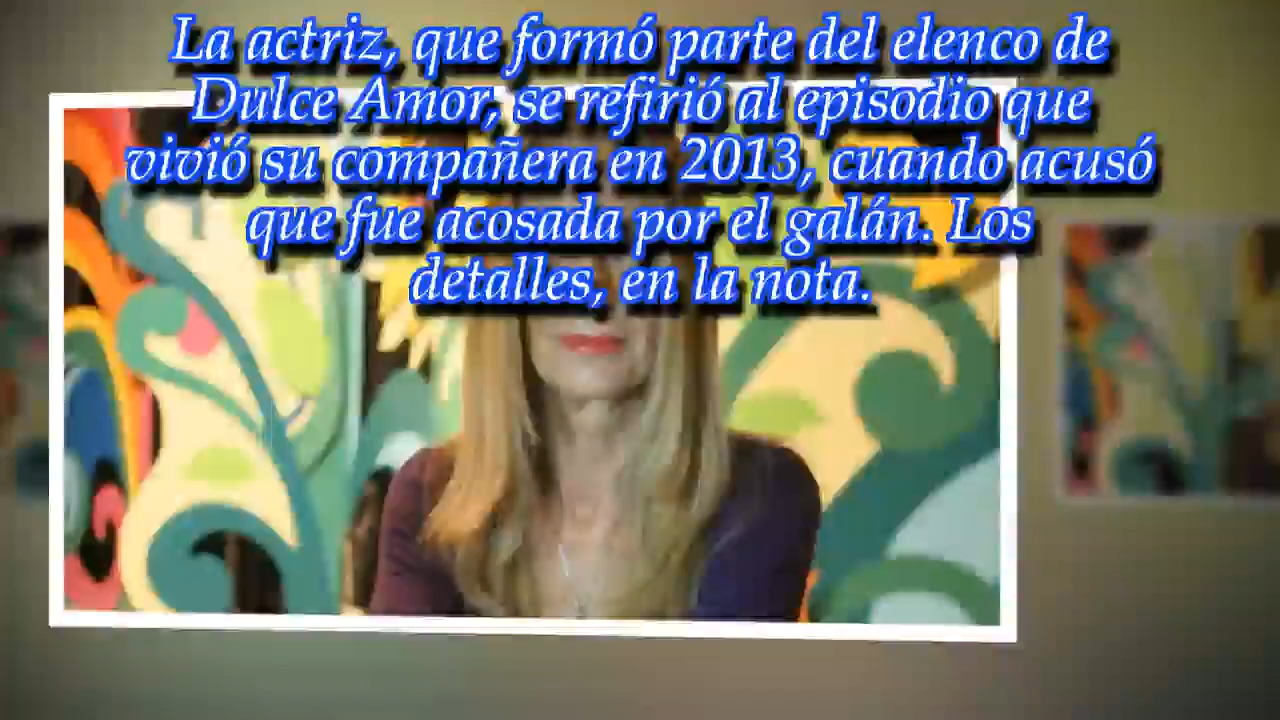 La actriz, que formó parte del elenco de
Dulce Amor, se refirió al episodio que
vivió su compañera en 2013, cuando acusó
que fue acosada por el galán. Los
detalles, en la nota.